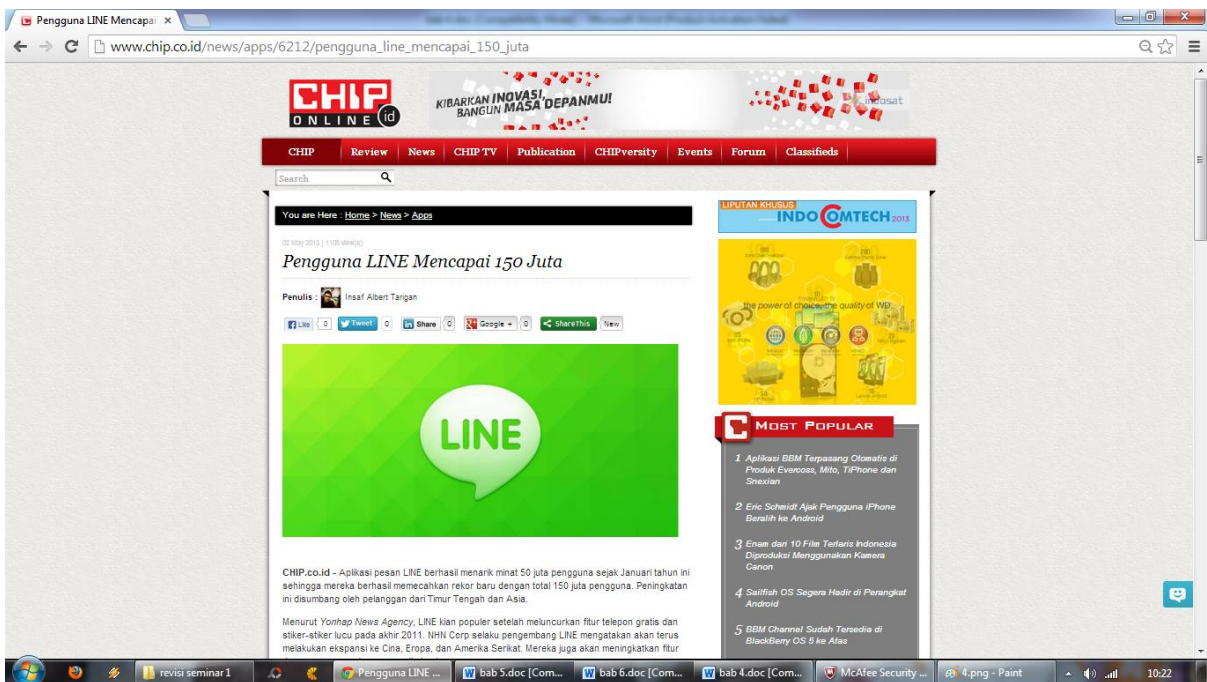 Pengguna LINE Mencapai
www.chip.co.id/news/apps/6212/pengguna_line_mencapai_150_juta
CHIP
ONLINE id
KIBARKAN INOVASI,
BANGUN MASA DEPANMU!
indosat
CHIP Review News CHIP TV Publication CHIPversity Events Forum Classifieds
Search
You are Here : Home > News > Apps
02 May 2013 | 1105 view(s)
Pengguna LINE Mencapai 150 Juta
Penulis : Insaf Albert Tarigan
Like 0 Tweet 0 Share 0 Google + 0 ShareThis New
LINE
CHIP.co.id - Aplikasi pesan LINE berhasil menarik minat 50 juta pengguna sejak Januari tahun ini
sehingga mereka berhasil memecahkan rekor baru dengan total 150 juta pengguna. Peningkatan
ini disumbang oleh pelanggan dari Timur Tengah dan Asia.
Menurut Yonhap News Agency, LINE kian populer setelah meluncurkan fitur telepon gratis dan
stiker-stiker lucu pada akhir 2011. NHN Corp selaku pengembang LINE mengatakan akan terus
melakukan ekspansi ke Cina, Eropa, dan Amerika Serikat. Mereka juga akan meningkatkan fitur
LIPUTAN KHUSUS
INDOCOMTECH 2013
the power of choice, the quality of WD.
MOST POPULAR
1 Aplikasi BBM Terpasang Otomatis di
Produk Evercoss, Mito, TiPhone dan
Snexian
2 Eric Schmidt Ajak Pengguna iPhone
Beralih ke Android
3 Enam dari 10 Film Terlaris Indonesia
Diproduksi Menggunakan Kamera
Canon
4 Sailfish OS Segera Hadir di Perangkat
Android
5 BBM Channel Sudah Tersedia di
BlackBerry OS 5 ke Atas
revisi seminar 1
Pengguna LINE ...
bab 5.doc [Com...
bab 6.doc [Com...
bab 4.doc [Com...
McAfee Security ...
4.png - Paint
10:22